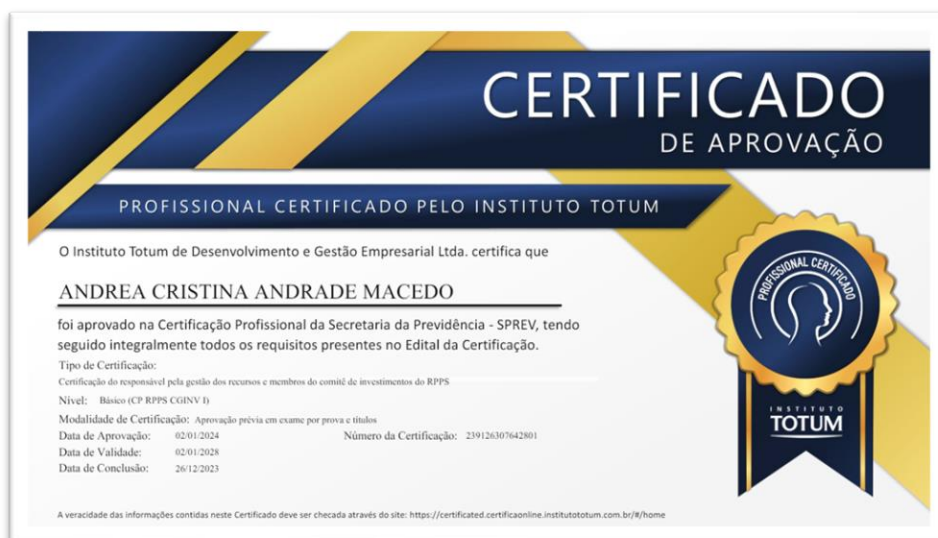 CERTIFICADO
DE APROVAÇÃO
PROFISSIONAL CERTIFICADO PELO INSTITUTO TOTUM
O Instituto Totum de Desenvolvimento e Gestão Empresarial Ltda. certifica que
ANDREA CRISTINA ANDRADE MACEDO
foi aprovado na Certificação Profissional da Secretaria da Previdência - SPREV, tendo
seguido integralmente todos os requisitos presentes no Edital da Certificação.
Tipo de Certificação:
Certificação do responsável pela gestão dos recursos e membros do comitê de investimentos do RPPS
Nível: Básico (CP RPPS CGINV I)
Modalidade de Certificação: Aprovação prévia em exame por prova e títulos
Data de Aprovação: 02/01/2024 Número da Certificação: 239126307642801
Data de Validade: 02/01/2028
Data de Conclusão: 26/12/2023
PROFISSIONAL CERTIFICADO
INSTITUTO
TOTUM
A veracidade das informações contidas neste Certificado deve ser checada através do site: https://certificated.certificaonline.institutototum.com.br/#/home